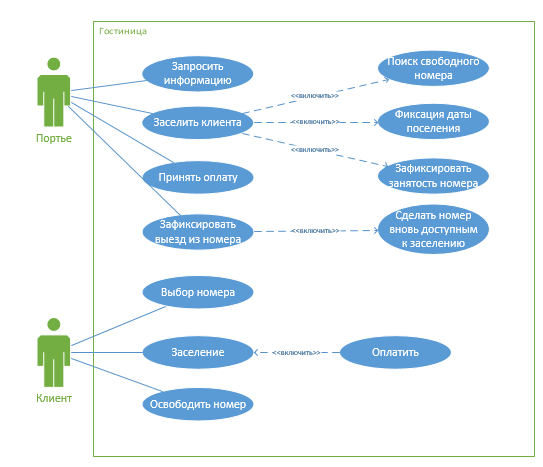 Гостиница
Запросить
информацию
Поиск свободного
номера
<<включить>>
Заселить клиента
<<включить>>
Фиксация даты
поселения
Портье
<<включить>>
Принять оплату
Зафиксировать
занятость номера
Зафиксировать
выезд из номера
<<включить>>
Сделать номер
вновь доступным
к заселению
Выбор номера
Заселение
<<включить>>
Оплатить
Клиент
Освободить номер